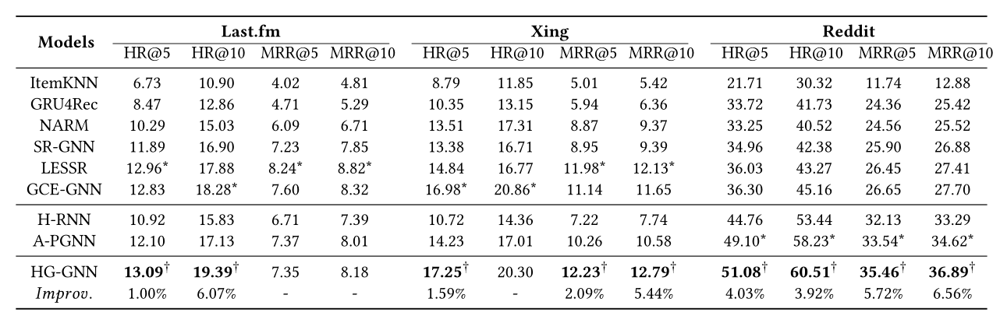 Models Last.fm Xing Reddit
HR@5 HR@10 MRR@5 MRR@10 HR@5 HR@10 MRR@5 MRR@10 HR@5 HR@10 MRR@5 MRR@10
ItemKNN 6.73 10.90 4.02 4.81 8.79 11.85 5.01 5.42 21.71 30.32 11.74 12.88
GRU4Rec 8.47 12.86 4.71 5.29 10.35 13.15 5.94 6.36 33.72 41.73 24.36 25.42
NARM 10.29 15.03 6.09 6.71 13.51 17.31 8.87 9.37 33.25 40.52 24.56 25.52
SR-GNN 11.89 16.90 7.23 7.85 13.38 16.71 8.95 9.39 34.96 42.38 25.90 26.88
LESSR 12.96* 17.88 8.24* 8.82* 14.84 16.77 11.98* 12.13* 36.03 43.27 26.45 27.41
GCE-GNN 12.83 18.28* 7.60 8.32 16.98* 20.86* 11.14 11.65 36.30 45.16 26.65 27.70
H-RNN 10.92 15.83 6.71 7.39 10.72 14.36 7.22 7.74 44.76 53.44 32.13 33.29
A-PGNN 12.10 17.13 7.37 8.01 14.23 17.01 10.26 10.58 49.10* 58.23* 33.54* 34.62*
HG-GNN 13.09† 19.39† 7.35 8.18 17.25† 20.30 12.23† 12.79† 51.08† 60.51† 35.46† 36.89†
Improv. 1.00% 6.07% - - 1.59% - 2.09% 5.44% 4.03% 3.92% 5.72% 6.56%